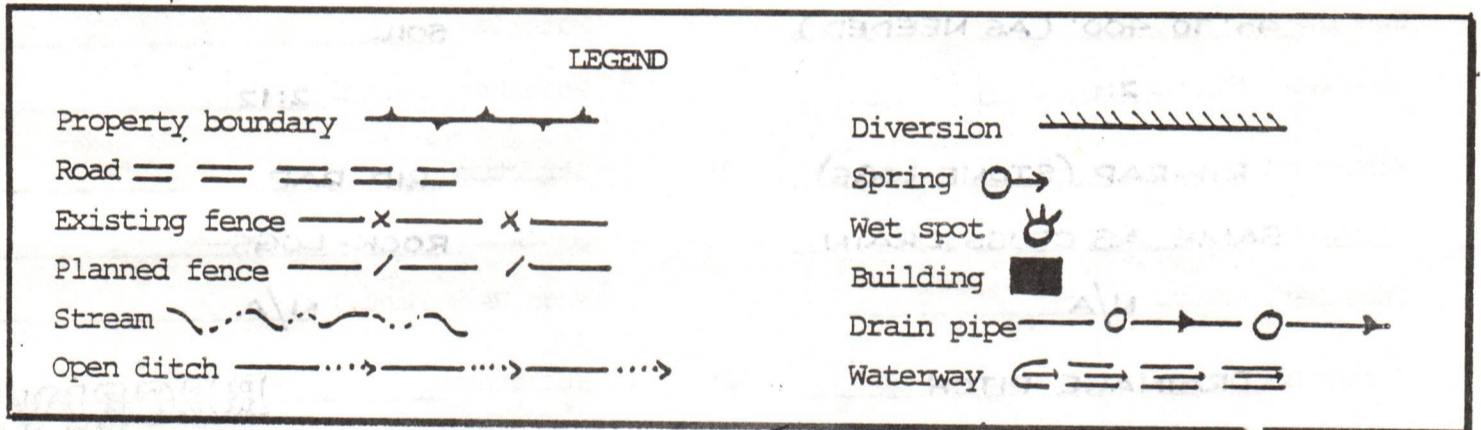 LEGEND
Property boundary
Road
Existing fence
Planned fence
Stream
Open ditch
Diversion
Spring
Wet spot
Building
Drain pipe
Waterway